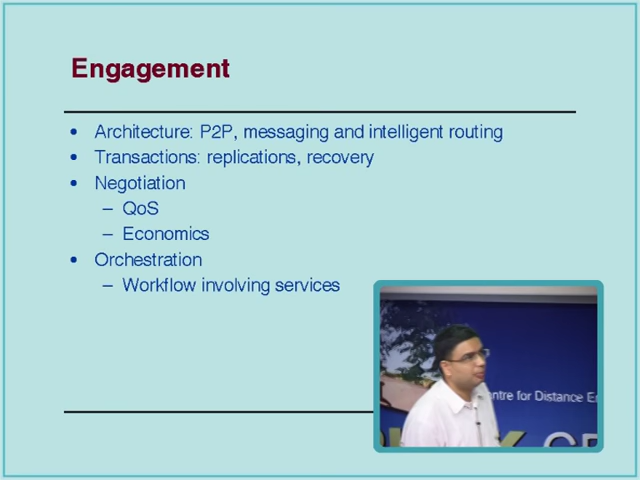 Engagement
• Architecture: P2P, messaging and intelligent routing
• Transactions: replications, recovery
• Negotiation
– QoS
– Economics
• Orchestration
– Workflow involving services
for Distance